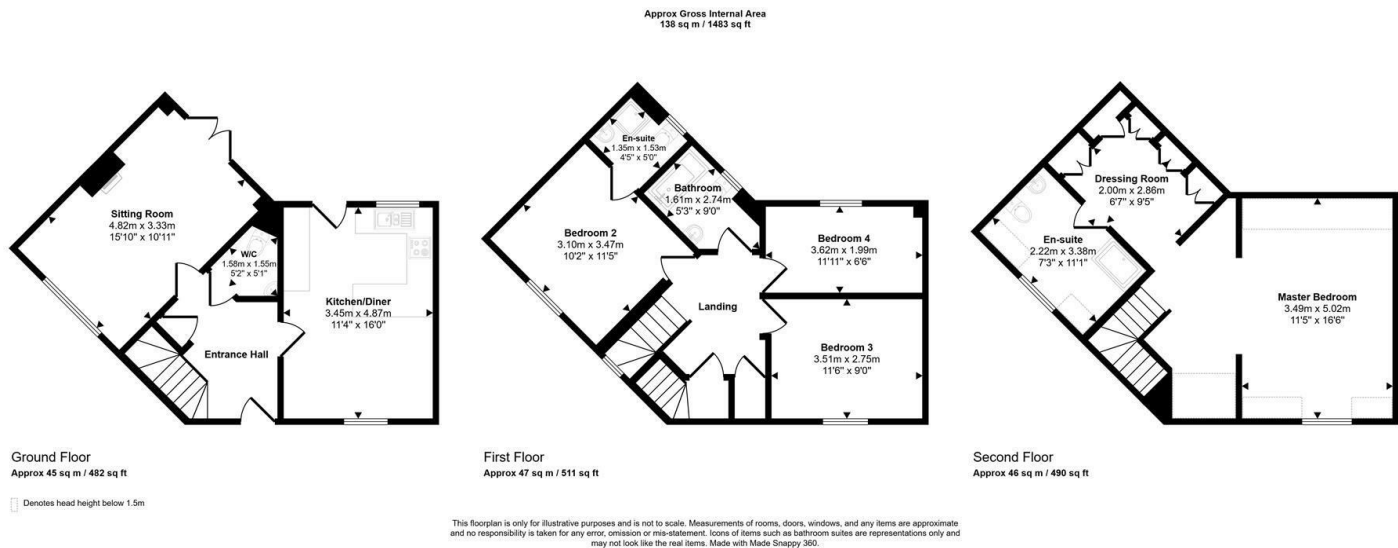 Approx Gross Internal Area
138 sq m / 1483 sq ft
Sitting Room
4.82m x 3.33m
15'10" x 10'11"
W/C
1.58m x 1.55m
5'2" x 5'1"
Kitchen/Diner
3.45m x 4.87m
11'4" x 16'0"
Entrance Hall
Ground Floor
Approx 45 sq m / 482 sq ft
Denotes head height below 1.5m
En-suite
1.35m x 1.53m
4'5" x 5'0"
Bathroom
1.61m x 2.74m
5'3" x 9'0"
Bedroom 2
3.10m x 3.47m
10'2" x 11'5"
Bedroom 4
3.62m x 1.99m
11'11" x 6'6"
Landing
Bedroom 3
3.51m x 2.75m
11'6" x 9'0"
First Floor
Approx 47 sq m / 511 sq ft
Dressing Room
2.00m x 2.86m
6'7" x 9'5"
En-suite
2.22m x 3.38m
7'3" x 11'1"
Master Bedroom
3.49m x 5.02m
11'5" x 16'6"
Second Floor
Approx 46 sq m / 490 sq ft
This floorplan is only for illustrative purposes and is not to scale. Measurements of rooms, doors, windows, and any items are approximate
and no responsibility is taken for any error, omission or mis-statement. Icons of items such as bathroom suites are representations only and
may not look like the real items. Made with Made Snappy 360.